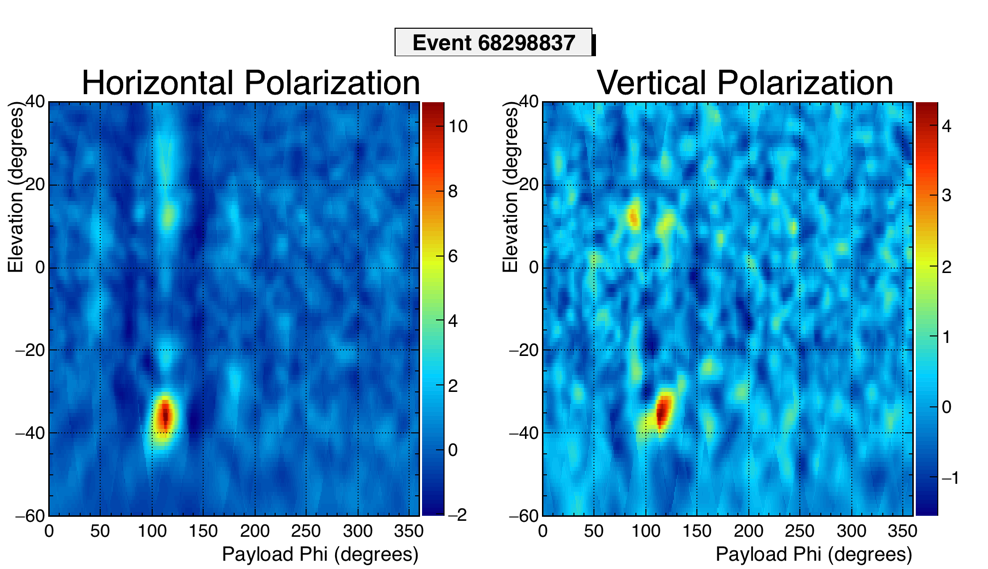 Event 68298837
Horizontal Polarization
Vertical Polarization
Elevation (degrees)
40
20
0
−20
−40
−60
0 50 100 150 200 250 300 350
Payload Phi (degrees)
10
8
6
4
2
0
−2
Elevation (degrees)
40
20
0
−20
−40
−60
0 50 100 150 200 250 300 350
Payload Phi (degrees)
4
3
2
1
0
−1